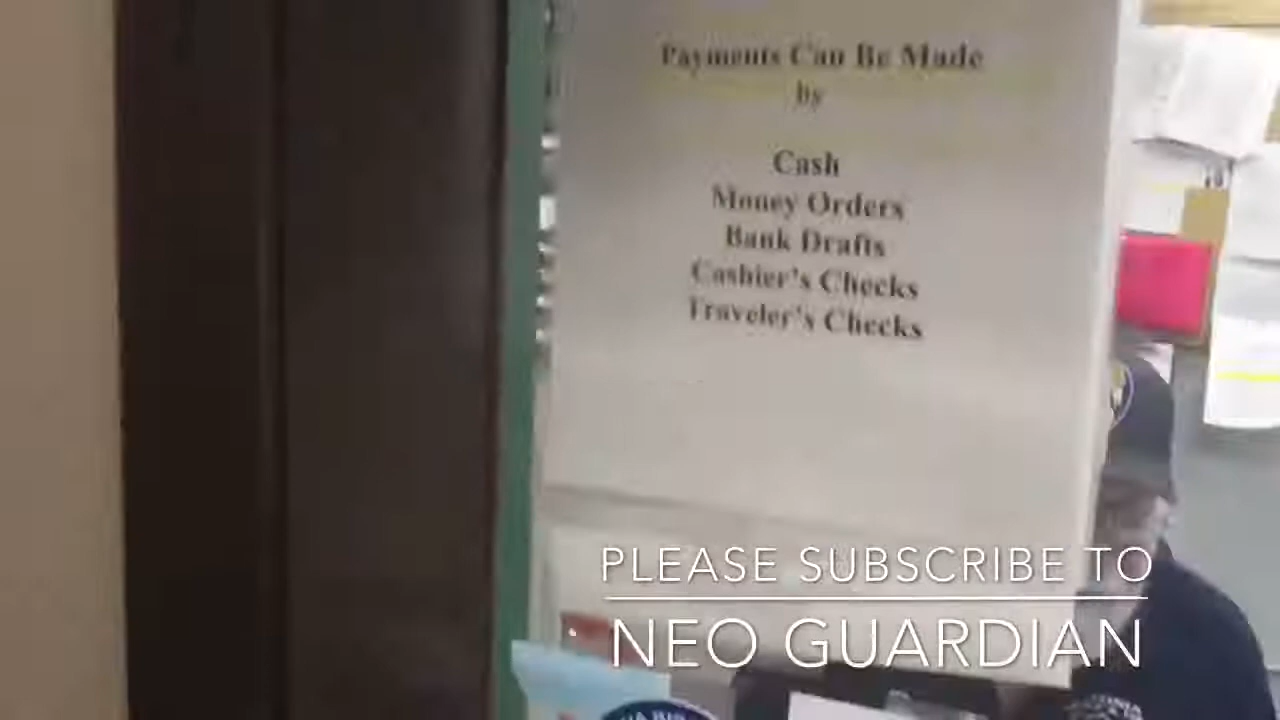 Payments Can Be Made
by
Cash
Money Orders
Bank Drafts
Cashier's Checks
Traveler's Checks
PLEASE SUBSCRIBE TO
NEO GUARDIAN